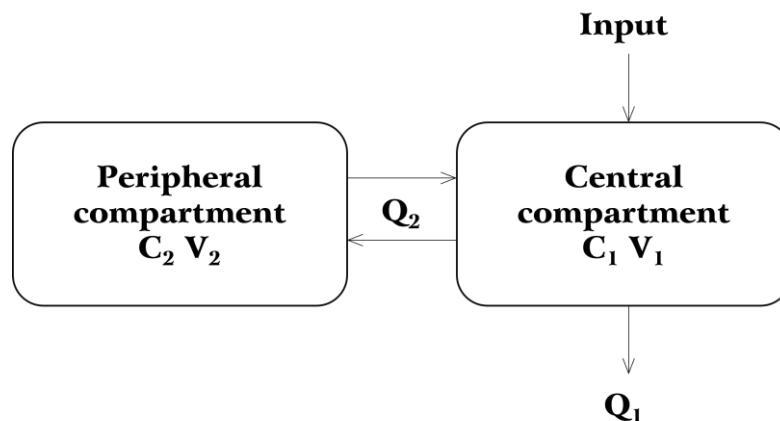 Input
Peripheral
compartment
C₂ V₂
Q₂
Central
compartment
C₁ V₁
Q₁